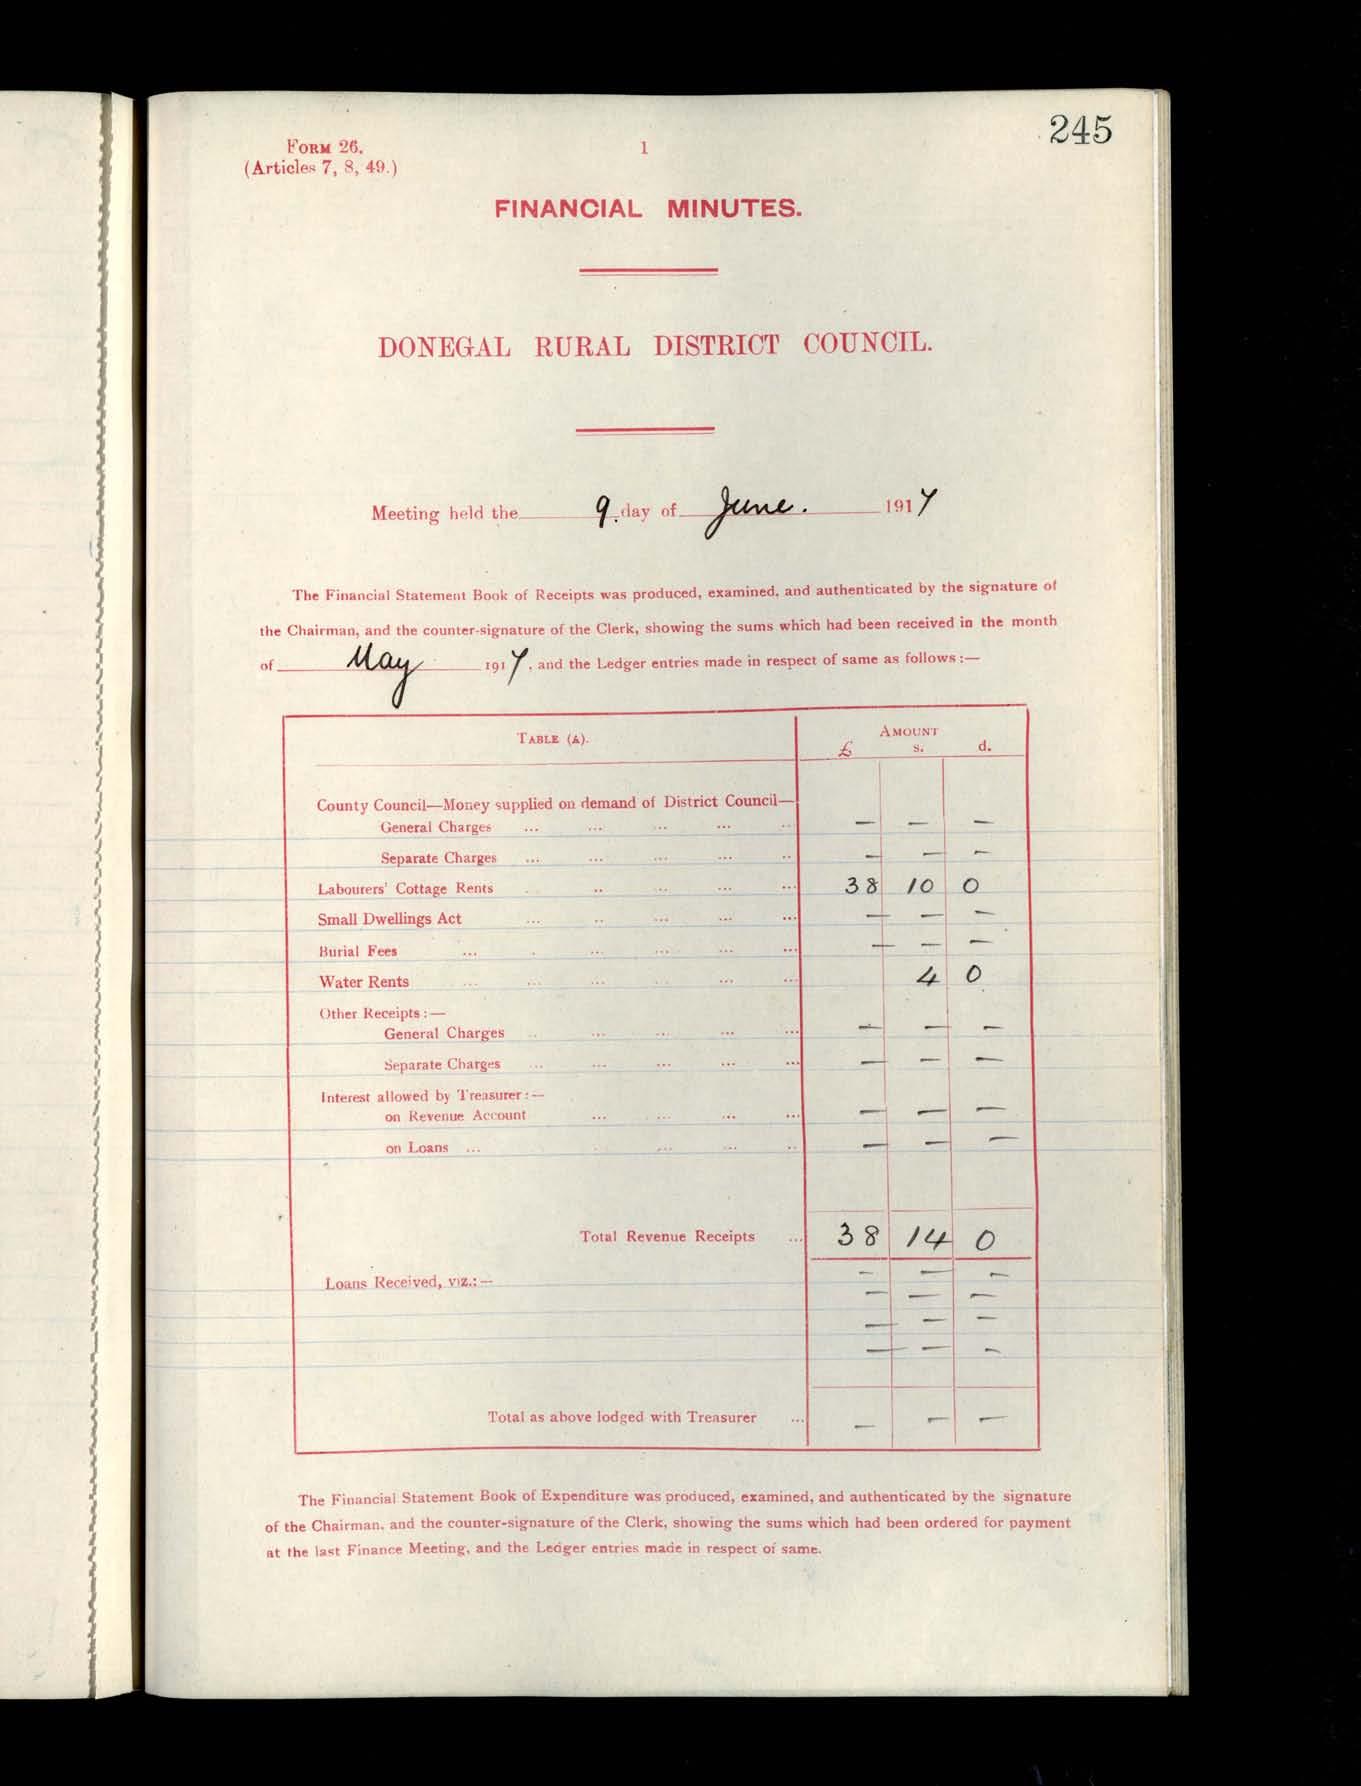 245
FORM 26.
(Articles 7, 8, 49.)
1
FINANCIAL MINUTES.
DONEGAL RURAL DISTRICT COUNCIL.
Meeting held the 9. day of June. 1917
The Financial Statement Book of Receipts was produced, examined, and authenticated by the signature of
the Chairman, and the counter-signature of the Clerk, showing the sums which had been received in the month
of May 1917, and the Ledger entries made in respect of same as follows:—
TABLE (A). AMOUNT
£ s. d.
County Council—Money supplied on demand of District Council—
General Charges ... ... ... ... ... — — —
Separate Charges ... ... ... ... ... — — —
Labourers' Cottage Rents ... ... ... ... 38 10 0
Small Dwellings Act ... ... ... ... ... — — —
Burial Fees ... ... ... ... ... ... — — —
Water Rents ... ... ... ... ... ... 4 0
Other Receipts:—
General Charges ... ... ... ... ... — — —
Separate Charges ... ... ... ... ... — — —
Interest allowed by Treasurer:—
on Revenue Account ... ... ... ... — — —
on Loans ... ... ... ... ... — — —
Total Revenue Receipts ... 38 14 0
Loans Received, viz.:— — — —
— — —
— — —
— — —
Total as above lodged with Treasurer ... — — —
The Financial Statement Book of Expenditure was produced, examined, and authenticated by the signature
of the Chairman, and the counter-signature of the Clerk, showing the sums which had been ordered for payment
at the last Finance Meeting, and the Ledger entries made in respect of same.